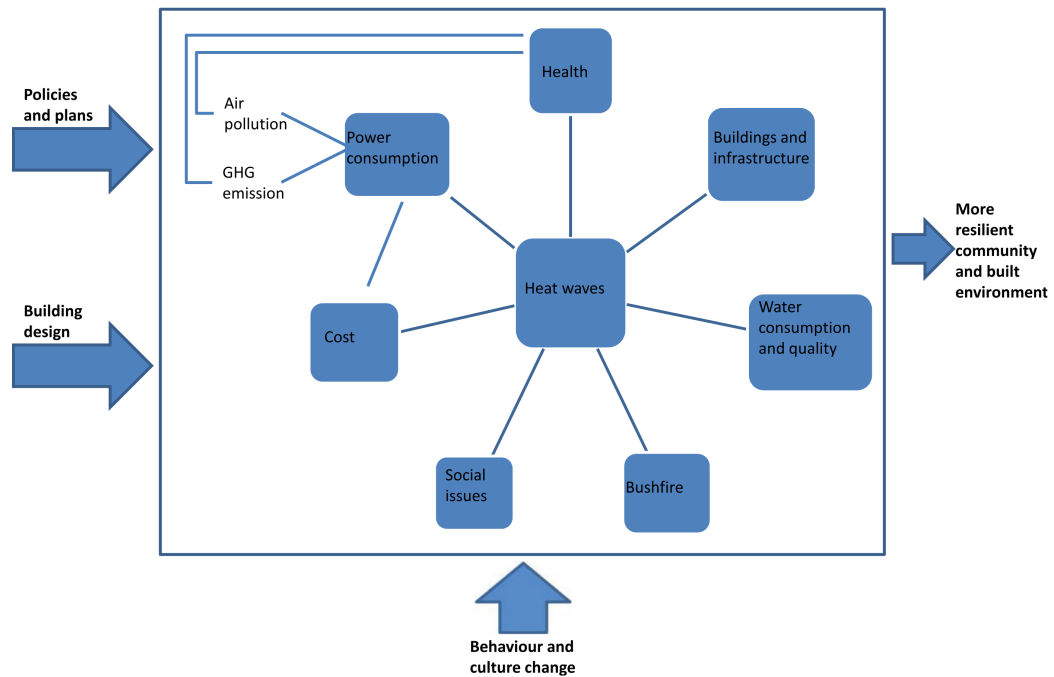 Health
Policies
and plans
Air
pollution
Power
consumption
Buildings and
infrastructure
GHG
emission
More
resilient
community
and built
environment
Heat waves
Building
design
Water
consumption
and quality
Cost
Social
issues
Bushfire
Behaviour and
culture change